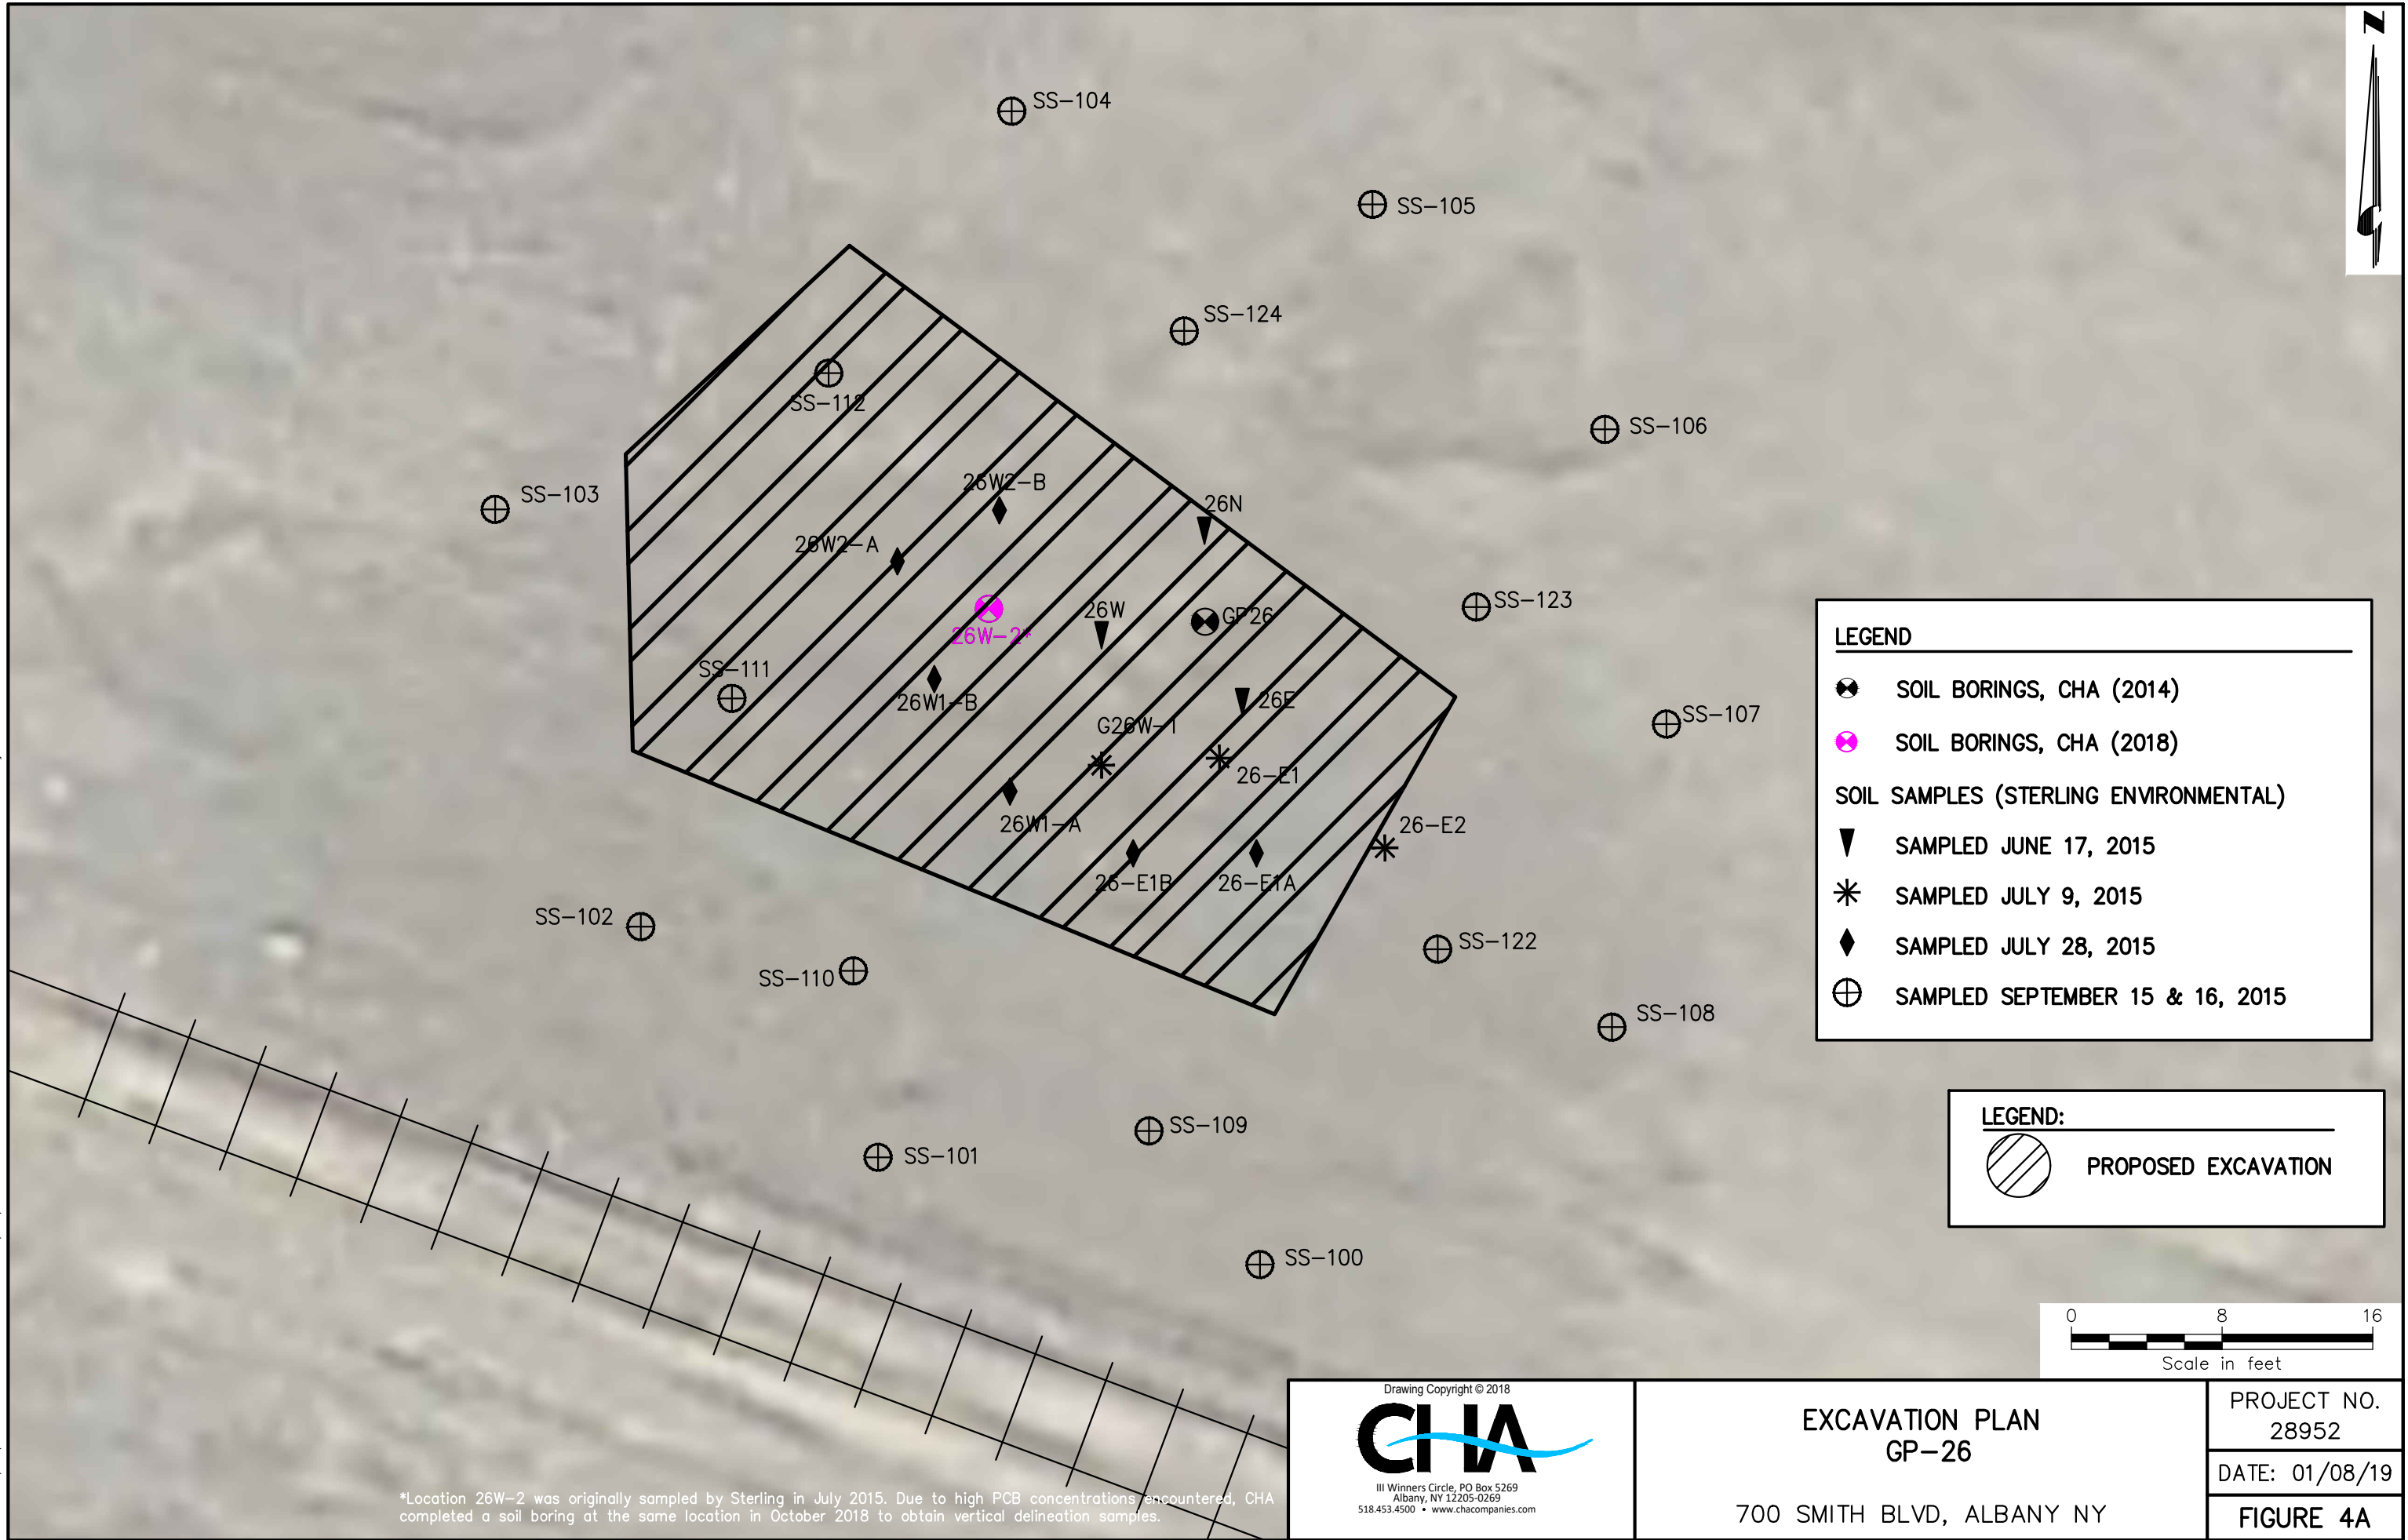 N
SS-104
SS-105
SS-124
SS-112
SS-106
SS-103
26W2-B
26N
26W2-A
SS-123
26W
GP26
26W-2*
SS-111
26W1-B
26E
SS-107
G26W-1
26-E1
26W1-A
26-E2
26-E1B
26-E1A
SS-102
SS-122
SS-110
SS-108
SS-109
SS-101
SS-100
LEGEND
SOIL BORINGS, CHA (2014)
SOIL BORINGS, CHA (2018)
SOIL SAMPLES (STERLING ENVIRONMENTAL)
SAMPLED JUNE 17, 2015
SAMPLED JULY 9, 2015
SAMPLED JULY 28, 2015
SAMPLED SEPTEMBER 15 & 16, 2015
LEGEND:
PROPOSED EXCAVATION
0 8 16
Scale in feet
*Location 26W-2 was originally sampled by Sterling in July 2015. Due to high PCB concentrations encountered, CHA
completed a soil boring at the same location in October 2018 to obtain vertical delineation samples.
Drawing Copyright © 2018
CHA
III Winners Circle, PO Box 5269
Albany, NY 12205-0269
518.453.4500 • www.chacompanies.com
EXCAVATION PLAN
GP-26
700 SMITH BLVD, ALBANY NY
PROJECT NO.
28952
DATE: 01/08/19
FIGURE 4A